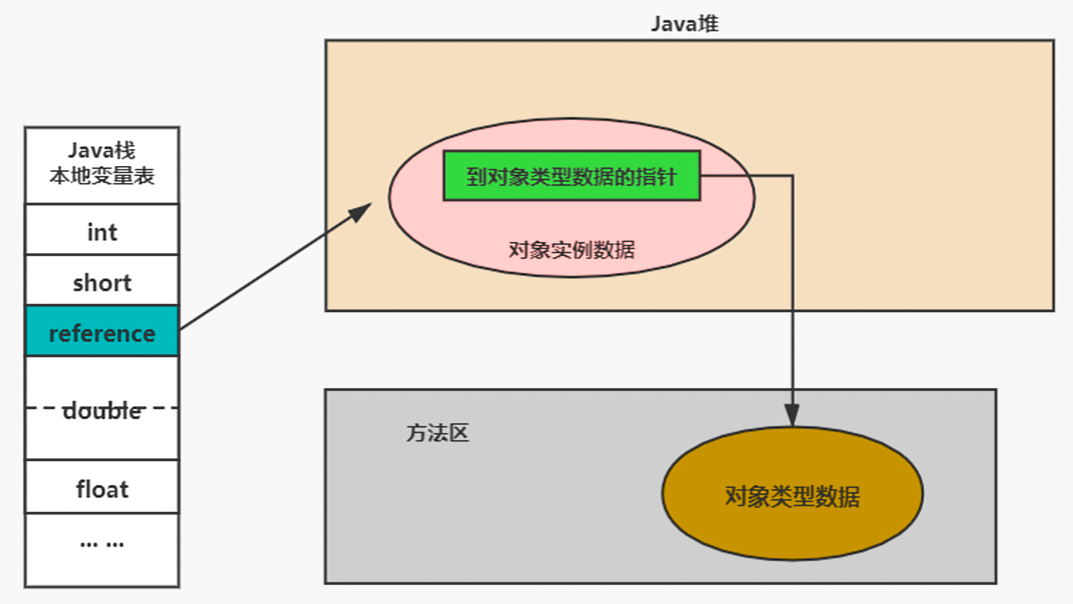 Java堆
Java栈
本地变量表
int
short
reference
double
float
... ...
到对象类型数据的指针
对象实例数据
方法区
对象类型数据